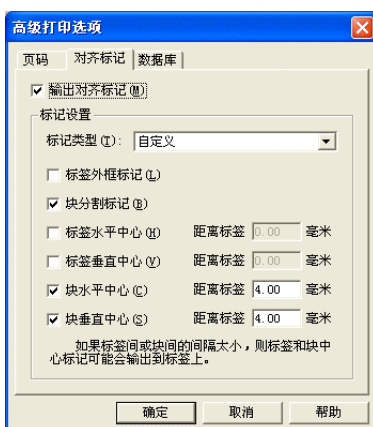 高级打印选项
页码 对齐标记 数据库
输出对齐标记(M)
标记设置
标记类型(T): 自定义
标签外框标记(L)
块分割标记(B)
标签水平中心(H) 距离标签 0.00 毫米
标签垂直中心(V) 距离标签 0.00 毫米
块水平中心(C) 距离标签 4.00 毫米
块垂直中心(S) 距离标签 4.00 毫米
如果标签间或块间的间隔太小，则标签和块中
心标记可能会输出到标签上。
确定 取消 帮助